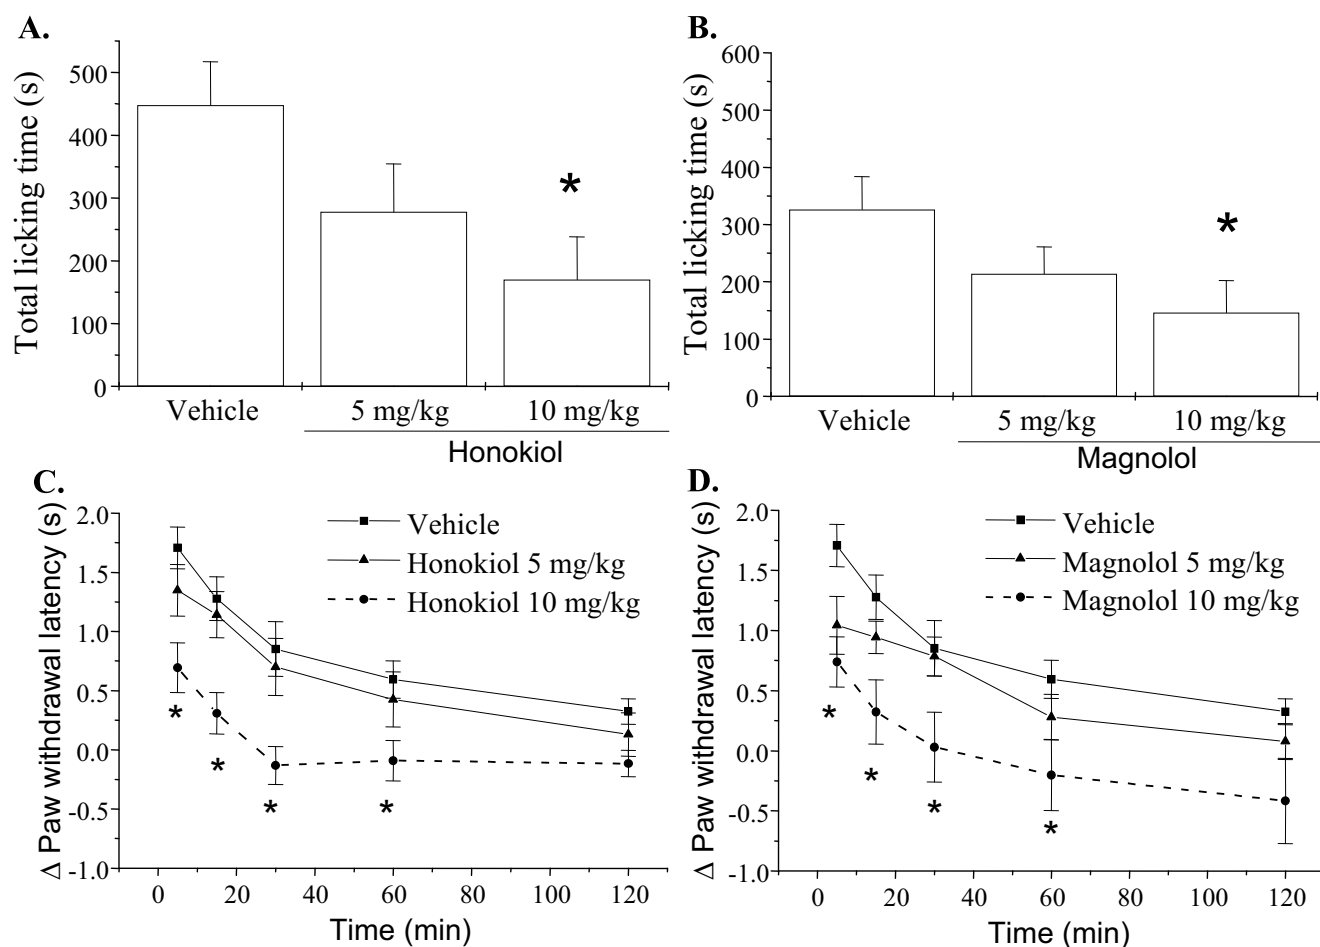 A.
Total licking time (s)
500
400
300
200
100
0
Vehicle
5 mg/kg
10 mg/kg
Honokiol
*
B.
Total licking time (s)
600
500
400
300
200
100
0
Vehicle
5 mg/kg
10 mg/kg
Magnolol
*
C.
Δ Paw withdrawal latency (s)
2.0
1.5
1.0
0.5
0.0
-0.5
-1.0
Vehicle
Honokiol 5 mg/kg
Honokiol 10 mg/kg
*
*
*
*
0 20 40 60 80 100 120
Time (min)
D.
Δ Paw withdrawal latency (s)
2.0
1.5
1.0
0.5
0.0
-0.5
-1.0
Vehicle
Magnolol 5 mg/kg
Magnolol 10 mg/kg
*
*
*
*
0 20 40 60 80 100 120
Time (min)